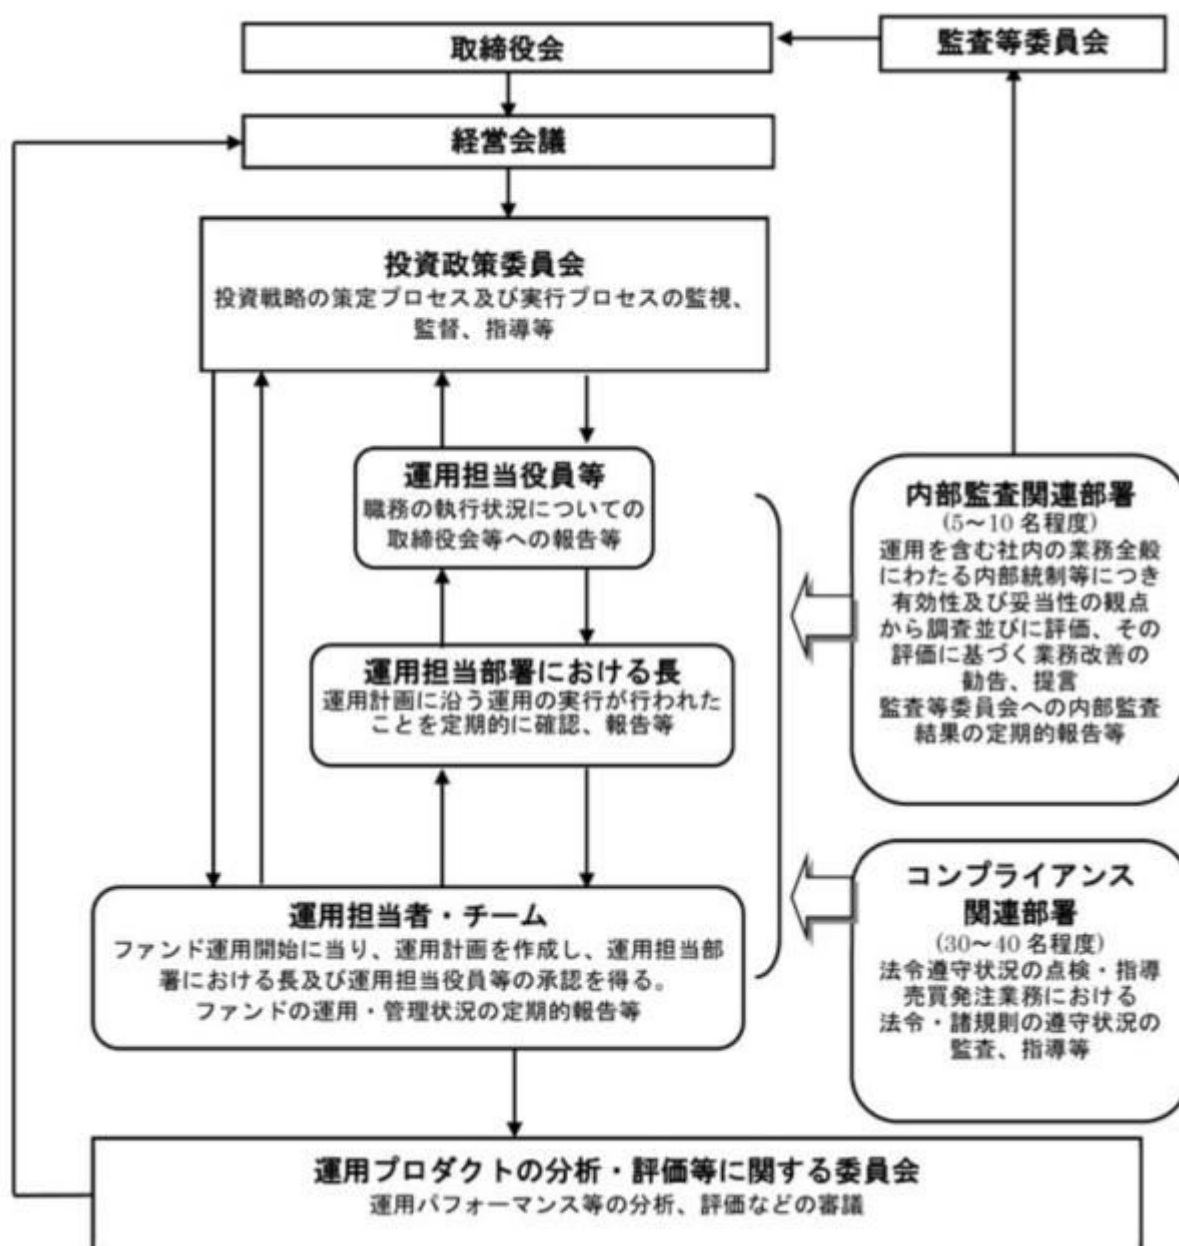 取締役会
監査等委員会
経営会議
投資政策委員会
投資戦略の策定プロセス及び実行プロセスの監視、
監督、指導等
運用担当役員等
職務の執行状況についての
取締役会等への報告等
運用担当部署における長
運用計画に沿う運用の実行が行われた
ことを定期的に確認、報告等
運用担当者・チーム
ファンド運用開始に当り、運用計画を作成し、運用担当部
署における長及び運用担当役員等の承認を得る。
ファンドの運用・管理状況の定期的報告等
内部監査関連部署
(5〜10 名程度)
運用を含む社内の業務全般
にわたる内部統制等につき
有効性及び妥当性の観点
から調査並びに評価、その
評価に基づく業務改善の
勧告、提言
監査等委員会への内部監査
結果の定期的報告等
コンプライアンス
関連部署
(30〜40 名程度)
法令遵守状況の点検・指導
売買発注業務における
法令・諸規則の遵守状況の
監査、指導等
運用プロダクトの分析・評価等に関する委員会
運用パフォーマンス等の分析、評価などの審議